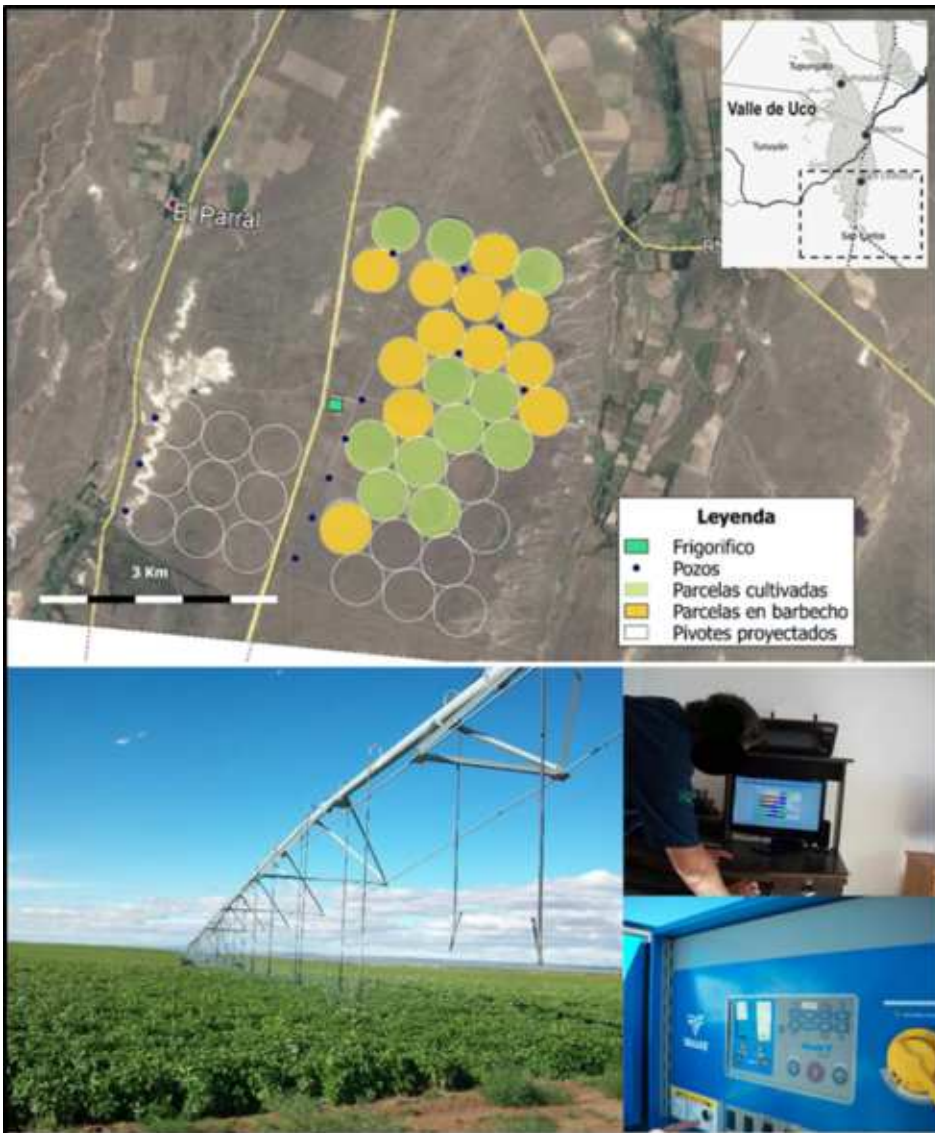 El Parral
Tupungato
Valle de Uco
Tunuyán
San Carlos
3 Km
Leyenda
Frigorifico
Pozos
Parcelas cultivadas
Parcelas en barbecho
Pivotes proyectados